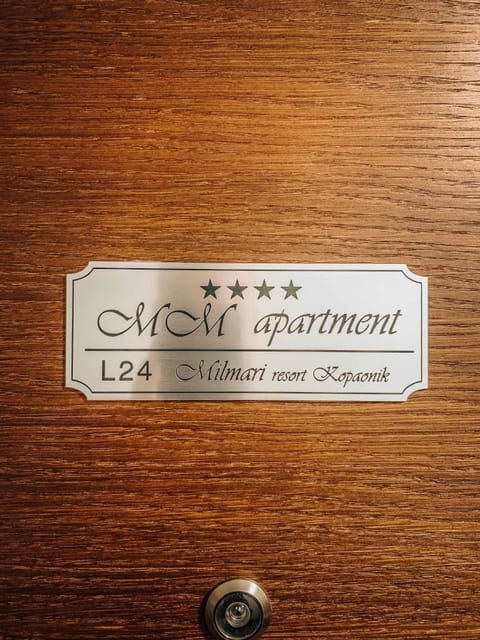 ★★★★
MM apartment
L24 Milmari resort Kopaonik